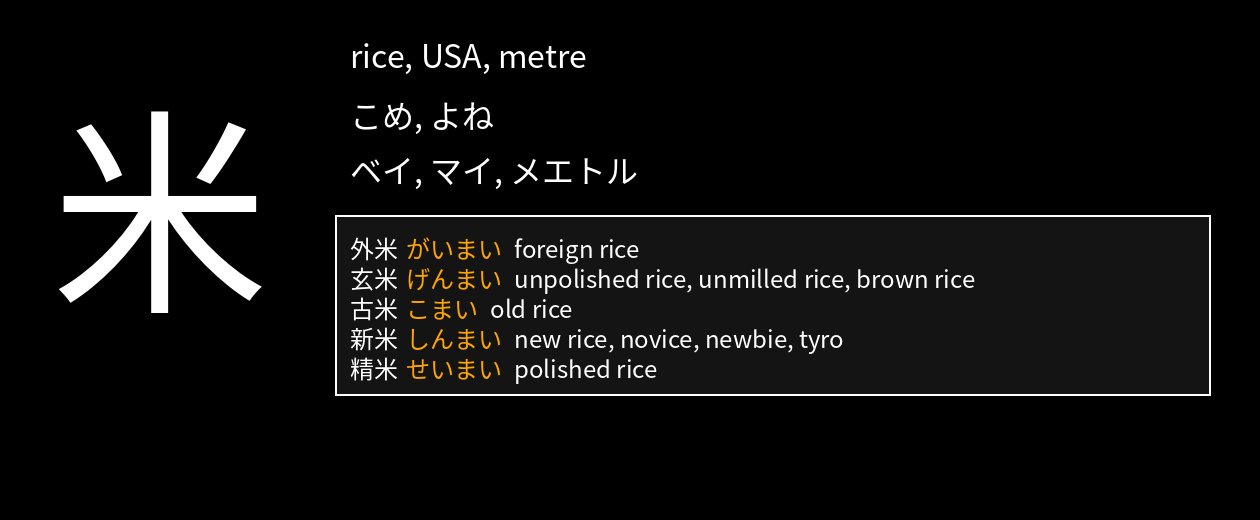 米
rice, USA, metre
こめ, よね
ベイ, マイ, メエトル
外米 がいまい foreign rice
玄米 げんまい unpolished rice, unmilled rice, brown rice
古米 こまい old rice
新米 しんまい new rice, novice, newbie, tyro
精米 せいまい polished rice